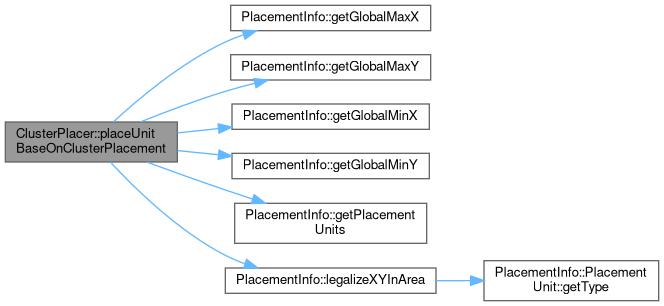 PlacementInfo::getGlobalMaxX
PlacementInfo::getGlobalMaxY
ClusterPlacer::placeUnit
BaseOnClusterPlacement
PlacementInfo::getGlobalMinX
PlacementInfo::getGlobalMinY
PlacementInfo::getPlacement
Units
PlacementInfo::legalizeXYInArea
PlacementInfo::Placement
Unit::getType